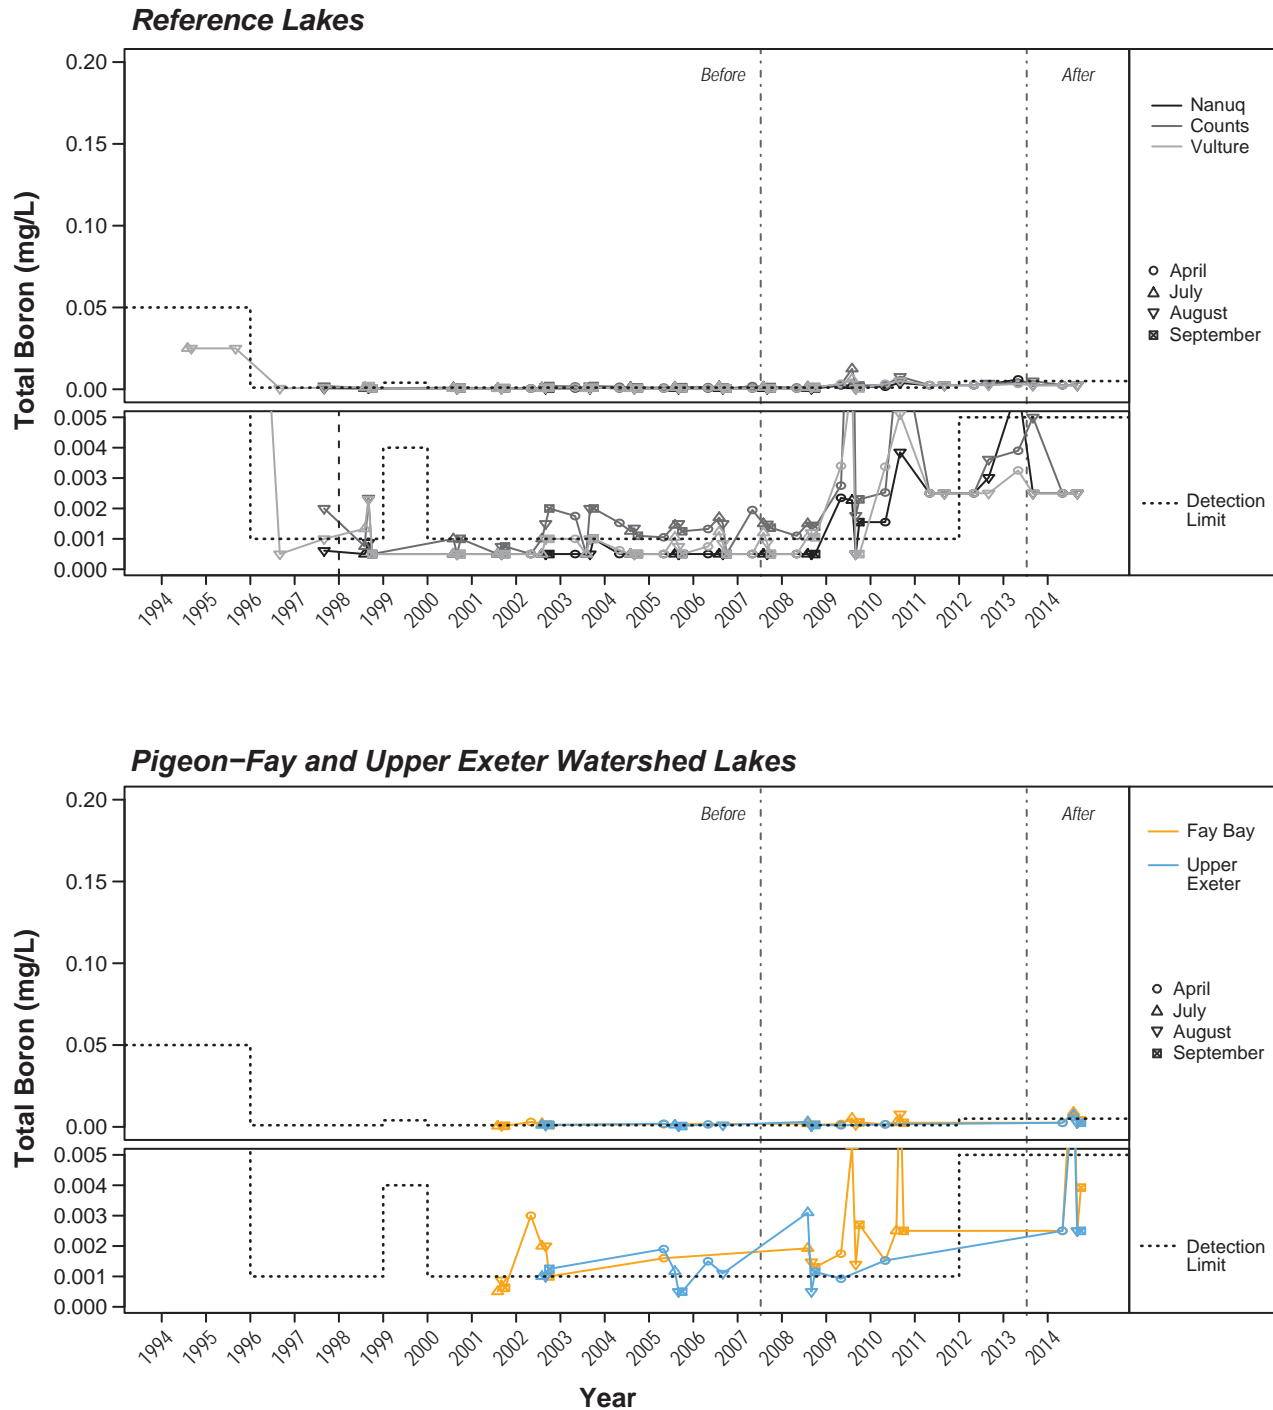 Reference Lakes
Before
After
0.20
0.15
0.10
0.05
0.00
0.005
0.004
0.003
0.002
0.001
0.000
Total Boron (mg/L)
Nanuq
Counts
Vulture
April
July
August
September
Detection
Limit
1994
1995
1996
1997
1998
1999
2000
2001
2002
2003
2004
2005
2006
2007
2008
2009
2010
2011
2012
2013
2014
Pigeon−Fay and Upper Exeter Watershed Lakes
Before
After
0.20
0.15
0.10
0.05
0.00
0.005
0.004
0.003
0.002
0.001
0.000
Total Boron (mg/L)
Fay Bay
Upper
Exeter
April
July
August
September
Detection
Limit
1994
1995
1996
1997
1998
1999
2000
2001
2002
2003
2004
2005
2006
2007
2008
2009
2010
2011
2012
2013
2014
Year